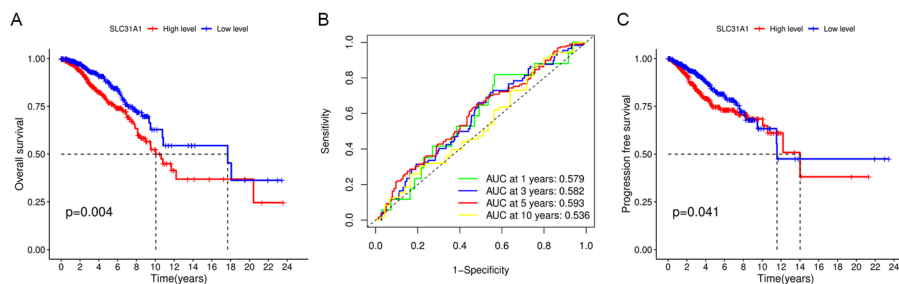 A
SLC31A1 High level Low level
Overall survival
1.00
0.75
0.50
0.25
0.00
p=0.004
0 2 4 6 8 10 12 14 16 18 20 22 24
Time(years)
B
Sensitivity
1.0
0.8
0.6
0.4
0.2
0.0
AUC at 1 years: 0.579
AUC at 3 years: 0.582
AUC at 5 years: 0.593
AUC at 10 years: 0.536
0.0 0.2 0.4 0.6 0.8 1.0
1-Specificity
C
SLC31A1 High level Low level
Progression free survival
1.00
0.75
0.50
0.25
0.00
p=0.041
0 2 4 6 8 10 12 14 16 18 20 22 24
Time(years)